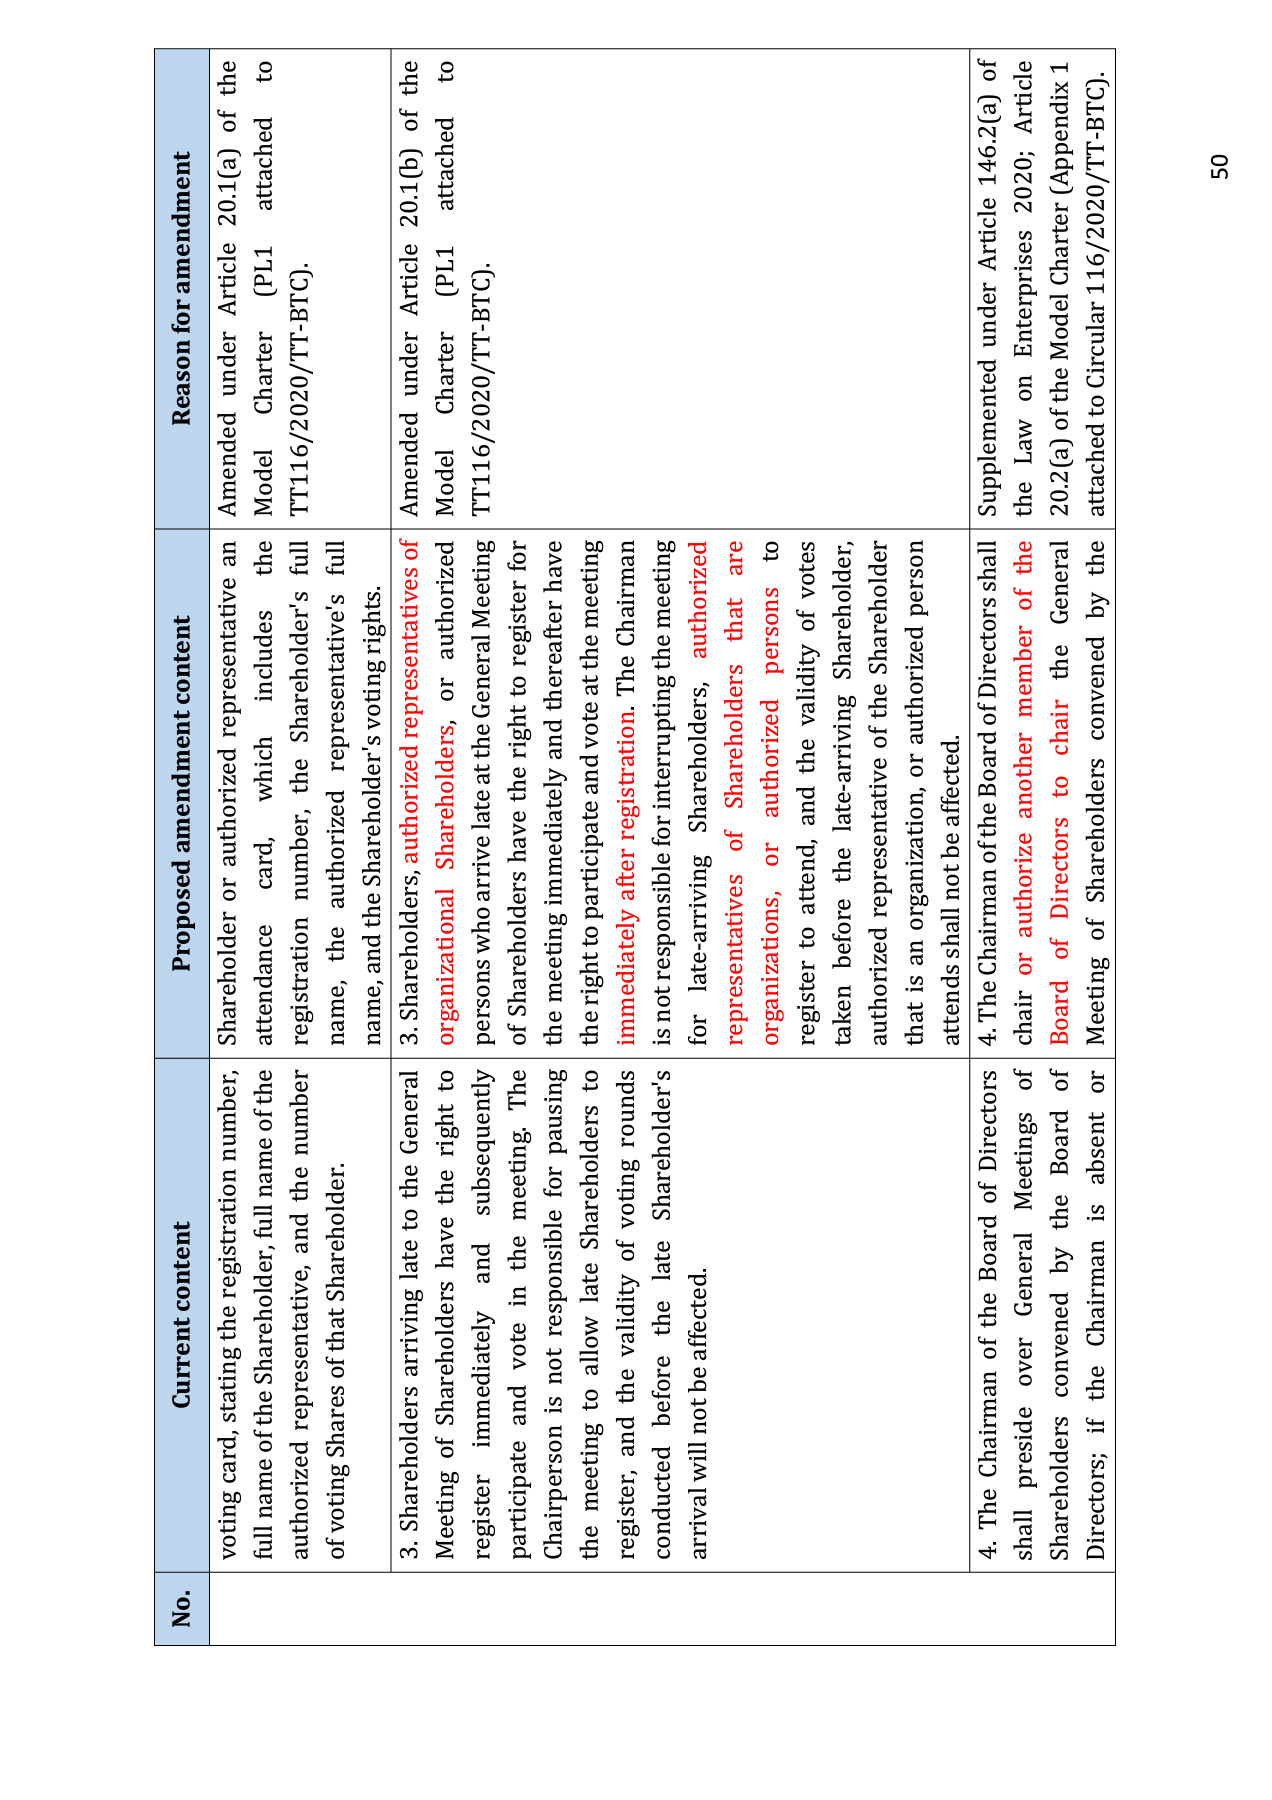 No.
Current content
Proposed amendment content
Reason for amendment
voting card, stating the registration number,
full name of the Shareholder, full name of the
authorized representative, and the number
of voting Shares of that Shareholder.
Shareholder or authorized representative an
attendance card, which includes the
registration number, the Shareholder's full
name, the authorized representative's full
name, and the Shareholder's voting rights.
Amended under Article 20.1(a) of the
Model Charter (PL1 attached to
TT116/2020/TT-BTC).
3. Shareholders arriving late to the General
Meeting of Shareholders have the right to
register immediately and subsequently
participate and vote in the meeting. The
Chairperson is not responsible for pausing
the meeting to allow late Shareholders to
register, and the validity of voting rounds
conducted before the late Shareholder's
arrival will not be affected.
3. Shareholders, authorized representatives of
organizational Shareholders, or authorized
persons who arrive late at the General Meeting
of Shareholders have the right to register for
the meeting immediately and thereafter have
the right to participate and vote at the meeting
immediately after registration. The Chairman
is not responsible for interrupting the meeting
for late-arriving Shareholders, authorized
representatives of Shareholders that are
organizations, or authorized persons to
register to attend, and the validity of votes
taken before the late-arriving Shareholder,
authorized representative of the Shareholder
that is an organization, or authorized person
attends shall not be affected.
Amended under Article 20.1(b) of the
Model Charter (PL1 attached to
TT116/2020/TT-BTC).
4. The Chairman of the Board of Directors
shall preside over General Meetings of
Shareholders convened by the Board of
Directors; if the Chairman is absent or
4. The Chairman of the Board of Directors shall
chair or authorize another member of the
Board of Directors to chair the General
Meeting of Shareholders convened by the
Supplemented under Article 146.2(a) of
the Law on Enterprises 2020; Article
20.2(a) of the Model Charter (Appendix 1
attached to Circular 116/2020/TT-BTC).
50